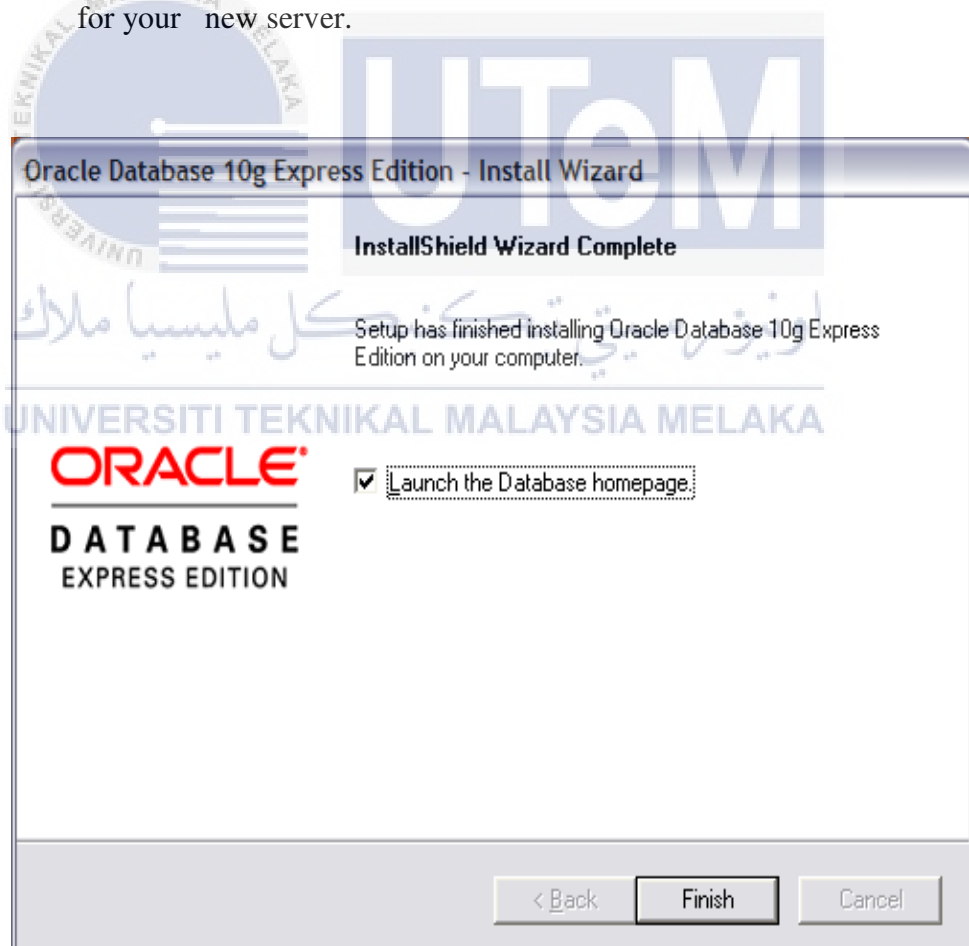 for your new server.
UTeM
Oracle Database 10g Express Edition - Install Wizard
InstallShield Wizard Complete
Setup has finished installing Oracle Database 10g Express
Edition on your computer.
اونيۏرسيتي تيكنيكل مليسيا ملاك
UNIVERSITI TEKNIKAL MALAYSIA MELAKA
ORACLE
DATABASE
EXPRESS EDITION
Launch the Database homepage.
< Back
Finish
Cancel